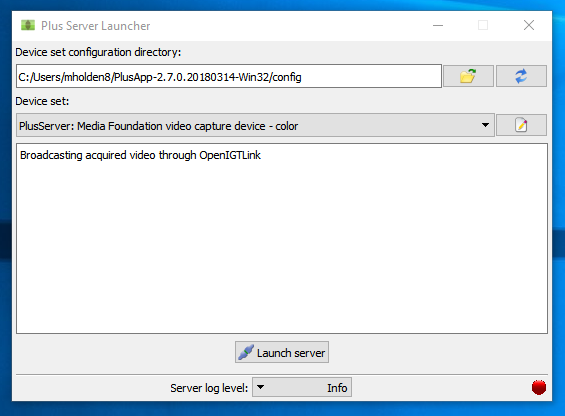 Plus Server Launcher
Device set configuration directory:
C:/Users/mholden8/PlusApp-2.7.0.20180314-Win32/config
Device set:
PlusServer: Media Foundation video capture device - color
Broadcasting acquired video through OpenIGTLink
Launch server
Server log level: Info